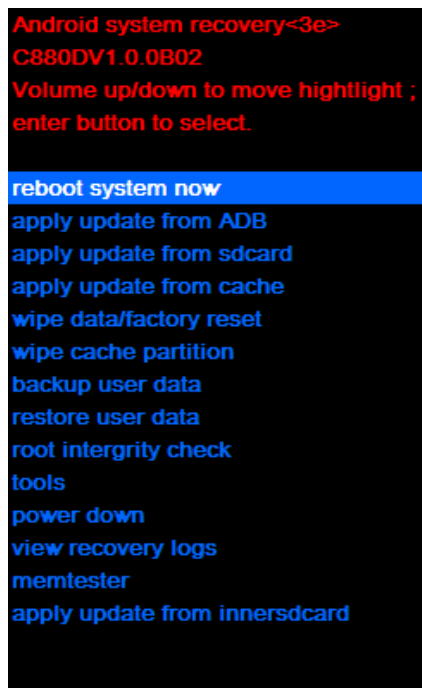 Android system recovery<3e>
C880DV1.0.0B02
Volume up/down to move hightlight ;
enter button to select.
reboot system now
apply update from ADB
apply update from sdcard
apply update from cache
wipe data/factory reset
wipe cache partition
backup user data
restore user data
root intergrity check
tools
power down
view recovery logs
memtester
apply update from innersdcard